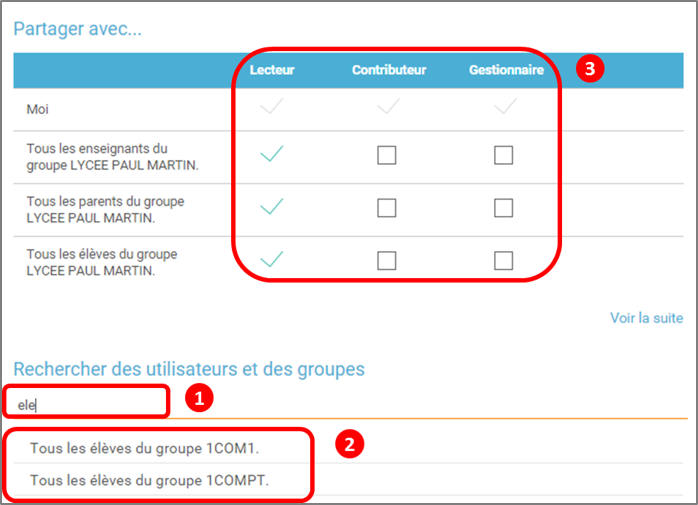 Partager avec...
Lecteur Contributeur Gestionnaire 3
Moi
Tous les enseignants du
groupe LYCEE PAUL MARTIN.
Tous les parents du groupe
LYCEE PAUL MARTIN.
Tous les élèves du groupe
LYCEE PAUL MARTIN.
Voir la suite
Rechercher des utilisateurs et des groupes
ele 1
Tous les élèves du groupe 1COM1. 2
Tous les élèves du groupe 1COMPT.